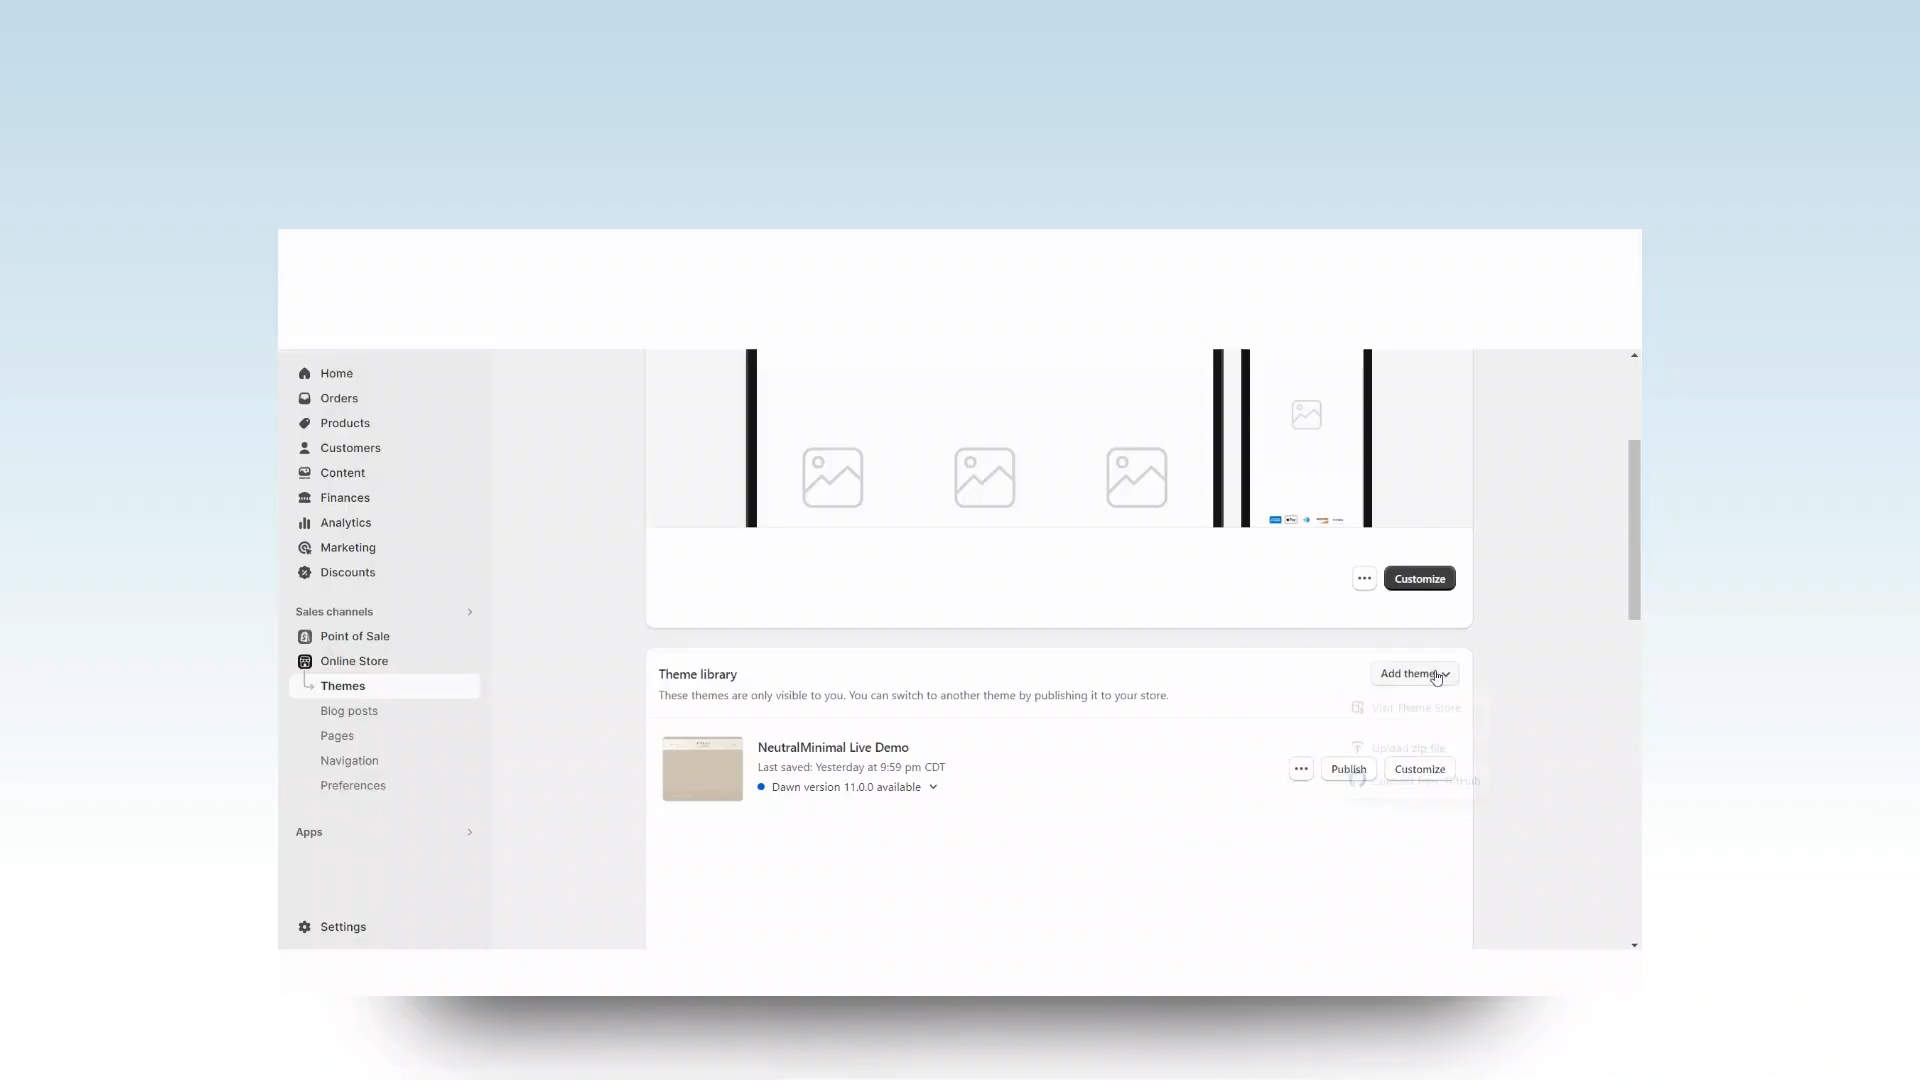 Home
Orders
Products
Customers
Content
Finances
Analytics
Marketing
Discounts
Sales channels
Point of Sale
Online Store
Themes
Blog posts
Pages
Navigation
Preferences
Apps
Settings
Customize
Theme library
Add theme
These themes are only visible to you. You can switch to another theme by publishing it to your store.
Visit Theme Store
Upload zip file
NeutralMinimal Live Demo
Last saved: Yesterday at 9:59 pm CDT
Dawn version 11.0.0 available
Publish
Customize